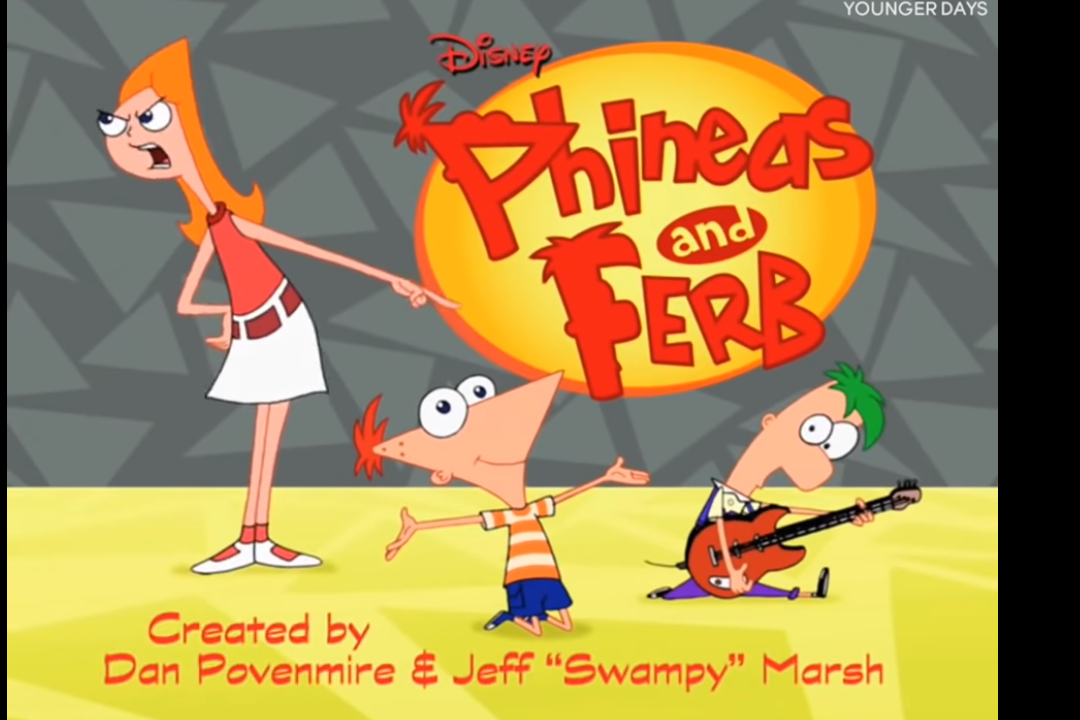 YOUNGER DAYS
Disney
Phineas
and
Ferb
Created by
Dan Povenmire & Jeff “Swampy” Marsh